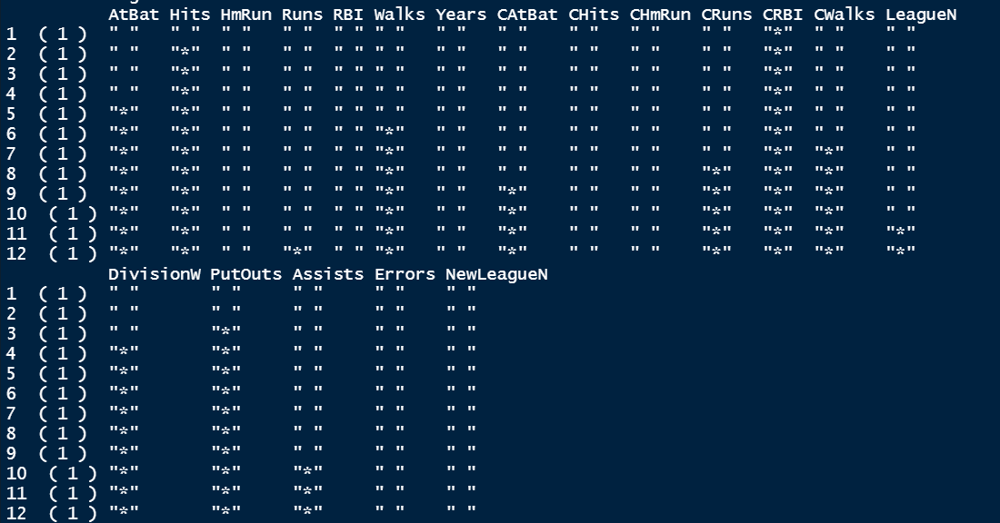 AtBat Hits HmRun Runs RBI Walks Years CAtBat CHits CHmRun CRuns CRBI CWalks LeagueN
1  ( 1 ) " "   " "  " "   " "  " " " "   " "   " "    " "   " "    " "   "*"  " "    " "
2  ( 1 ) " "   "*"  " "   " "  " " " "   " "   " "    " "   " "    " "   "*"  " "    " "
3  ( 1 ) " "   "*"  " "   " "  " " " "   " "   " "    " "   " "    " "   "*"  " "    " "
4  ( 1 ) " "   "*"  " "   " "  " " " "   " "   " "    " "   " "    " "   "*"  " "    " "
5  ( 1 ) "*"   "*"  " "   " "  " " " "   " "   " "    " "   " "    " "   "*"  " "    " "
6  ( 1 ) "*"   "*"  " "   " "  " " "*"   " "   " "    " "   " "    " "   "*"  " "    " "
7  ( 1 ) "*"   "*"  " "   " "  " " "*"   " "   " "    " "   " "    " "   "*"  "*"    " "
8  ( 1 ) "*"   "*"  " "   " "  " " "*"   " "   " "    " "   " "    "*"   "*"  "*"    " "
9  ( 1 ) "*"   "*"  " "   " "  " " "*"   " "   "*"    " "   " "    "*"   "*"  "*"    " "
10  ( 1 ) "*"   "*"  " "   " "  " " "*"   " "   "*"    " "   " "    "*"   "*"  "*"    " "
11  ( 1 ) "*"   "*"  " "   " "  " " "*"   " "   "*"    " "   " "    "*"   "*"  "*"    "*"
12  ( 1 ) "*"   "*"  " "   "*"  " " "*"   " "   "*"    " "   " "    "*"   "*"  "*"    "*"
DivisionW PutOuts Assists Errors NewLeagueN
1  ( 1 ) " "       " "     " "     " "    " "
2  ( 1 ) " "       " "     " "     " "    " "
3  ( 1 ) " "       "*"     " "     " "    " "
4  ( 1 ) "*"       "*"     " "     " "    " "
5  ( 1 ) "*"       "*"     " "     " "    " "
6  ( 1 ) "*"       "*"     " "     " "    " "
7  ( 1 ) "*"       "*"     " "     " "    " "
8  ( 1 ) "*"       "*"     " "     " "    " "
9  ( 1 ) "*"       "*"     " "     " "    " "
10  ( 1 ) "*"       "*"     "*"     " "    " "
11  ( 1 ) "*"       "*"     "*"     " "    " "
12  ( 1 ) "*"       "*"     "*"     " "    " "